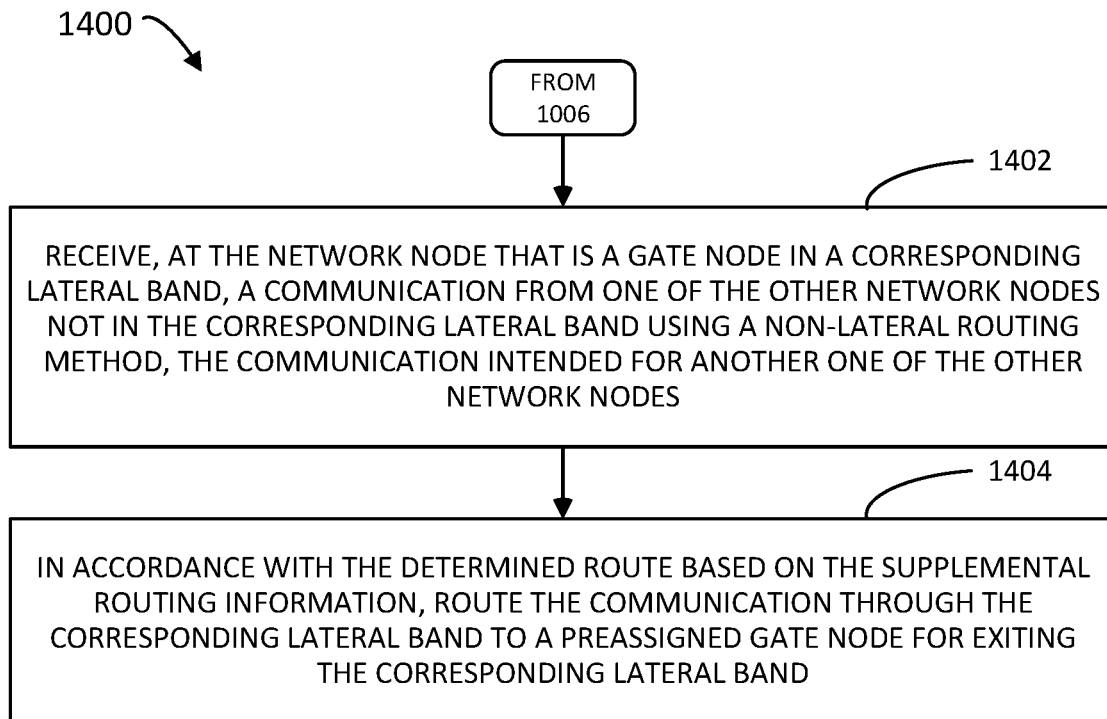 1400
FROM
1006
1402
RECEIVE, AT THE NETWORK NODE THAT IS A GATE NODE IN A CORRESPONDING
LATERAL BAND, A COMMUNICATION FROM ONE OF THE OTHER NETWORK NODES
NOT IN THE CORRESPONDING LATERAL BAND USING A NON-LATERAL ROUTING
METHOD, THE COMMUNICATION INTENDED FOR ANOTHER ONE OF THE OTHER
NETWORK NODES
1404
IN ACCORDANCE WITH THE DETERMINED ROUTE BASED ON THE SUPPLEMENTAL
ROUTING INFORMATION, ROUTE THE COMMUNICATION THROUGH THE
CORRESPONDING LATERAL BAND TO A PREASSIGNED GATE NODE FOR EXITING
THE CORRESPONDING LATERAL BAND